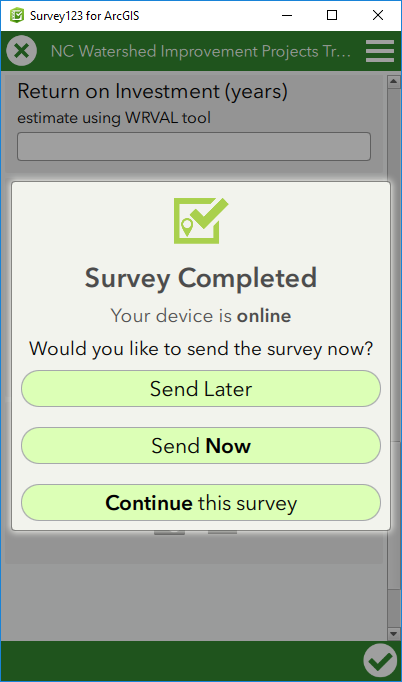 Survey123 for ArcGIS
NC Watershed Improvement Projects Tr...
Return on Investment (years)
estimate using WRVAL tool
Survey Completed
Your device is online
Would you like to send the survey now?
Send Later
Send Now
Continue this survey